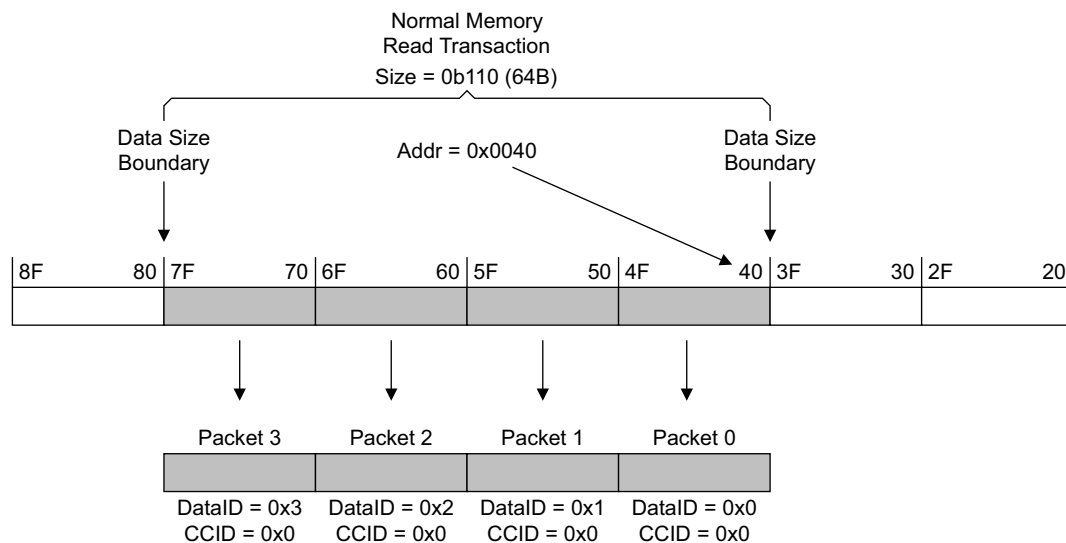 Normal Memory
Read Transaction
Size = 0b110 (64B)
Data Size
Boundary
Addr = 0x0040
Data Size
Boundary
8F 80 7F 70 6F 60 5F 50 4F 40 3F 30 2F 20
Packet 3 Packet 2 Packet 1 Packet 0
DataID = 0x3 DataID = 0x2 DataID = 0x1 DataID = 0x0
CCID = 0x0 CCID = 0x0 CCID = 0x0 CCID = 0x0